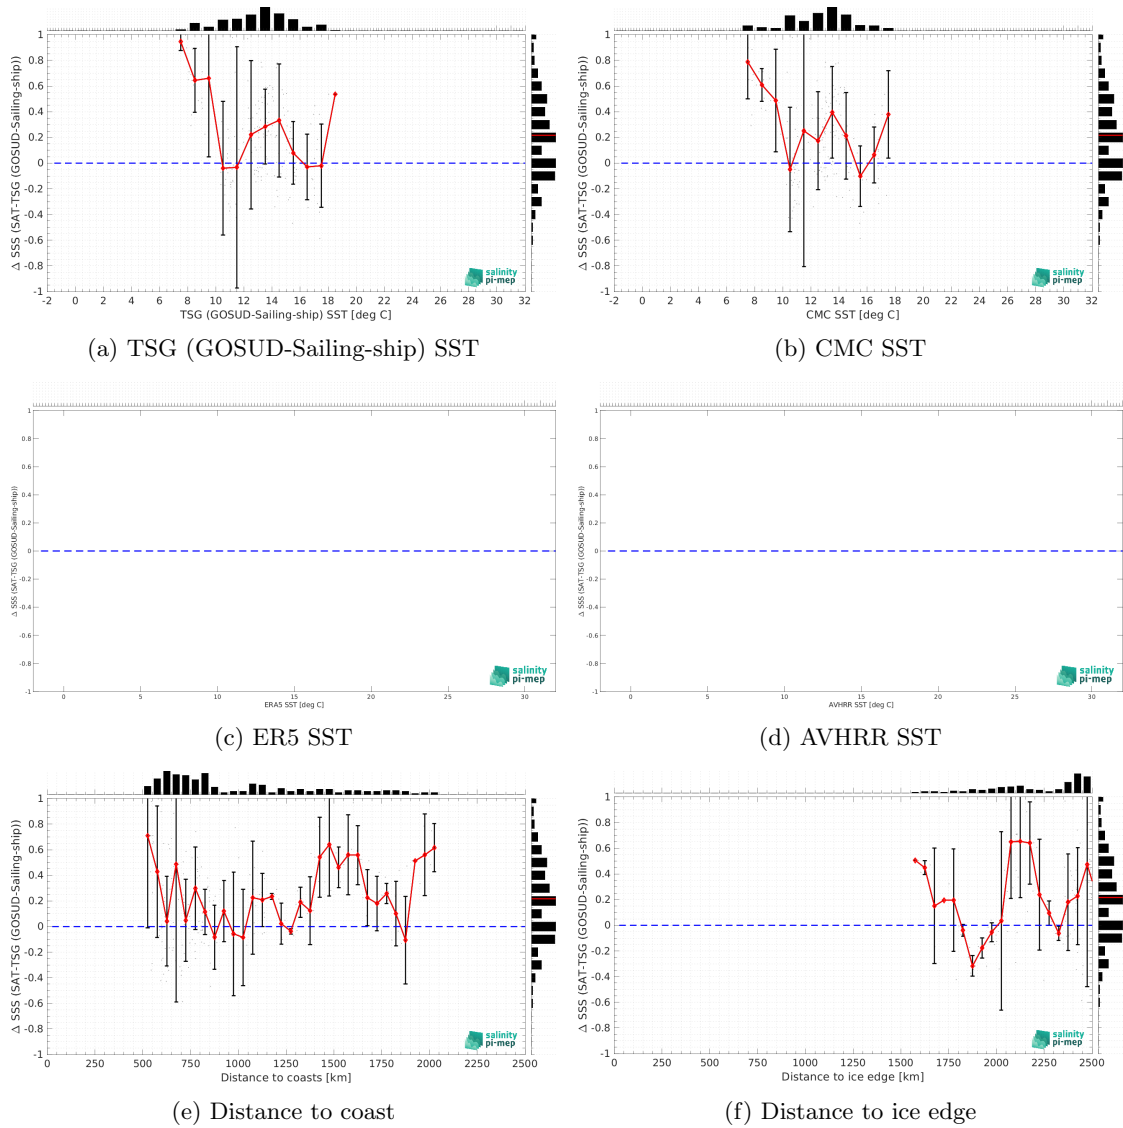 1
0.8
0.6
0.4
0.2
0
-0.2
-0.4
-0.6
-0.8
-1
Δ SSS (SAT-TSG (GOSUD-Sailing-ship))
salinity
pi-mep
-2 0 2 4 6 8 10 12 14 16 18 20 22 24 26 28 30 32
TSG (GOSUD-Sailing-ship) SST [deg C]
(a) TSG (GOSUD-Sailing-ship) SST
1
0.8
0.6
0.4
0.2
0
-0.2
-0.4
-0.6
-0.8
-1
Δ SSS (SAT-TSG (GOSUD-Sailing-ship))
salinity
pi-mep
-2 0 2 4 6 8 10 12 14 16 18 20 22 24 26 28 30 32
CMC SST [deg C]
(b) CMC SST
1
0.8
0.6
0.4
0.2
0
-0.2
-0.4
-0.6
-0.8
-1
Δ SSS (SAT-TSG (GOSUD-Sailing-ship))
salinity
pi-mep
0 5 10 15 20 25 30
ERA5 SST [deg C]
(c) ER5 SST
1
0.8
0.6
0.4
0.2
0
-0.2
-0.4
-0.6
-0.8
-1
Δ SSS (SAT-TSG (GOSUD-Sailing-ship))
salinity
pi-mep
0 5 10 15 20 25 30
AVHRR SST [deg C]
(d) AVHRR SST
1
0.8
0.6
0.4
0.2
0
-0.2
-0.4
-0.6
-0.8
-1
Δ SSS (SAT-TSG (GOSUD-Sailing-ship))
salinity
pi-mep
0 250 500 750 1000 1250 1500 1750 2000 2250 2500
Distance to coasts [km]
(e) Distance to coast
1
0.8
0.6
0.4
0.2
0
-0.2
-0.4
-0.6
-0.8
-1
Δ SSS (SAT-TSG (GOSUD-Sailing-ship))
salinity
pi-mep
0 250 500 750 1000 1250 1500 1750 2000 2250 2500
Distance to ice edge [km]
(f) Distance to ice edge